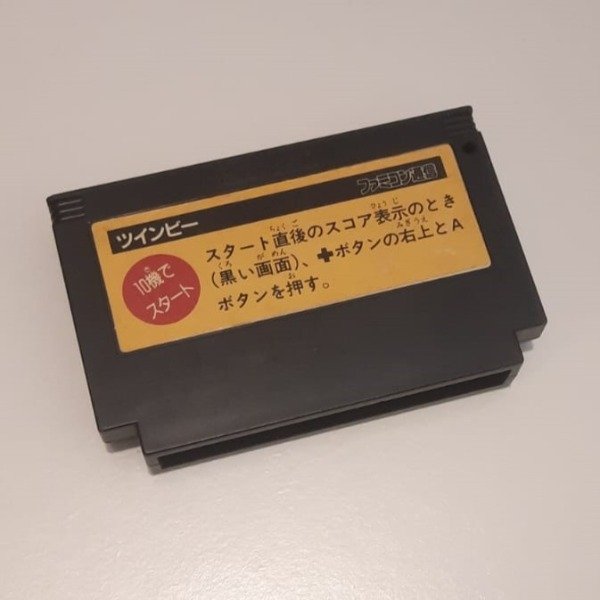 ツインビー
ファミコン通信
10機で
スタート
スタート直後のスコア表示のとき
(黒い画面)、✚ボタンの右上とA
ボタンを押す。